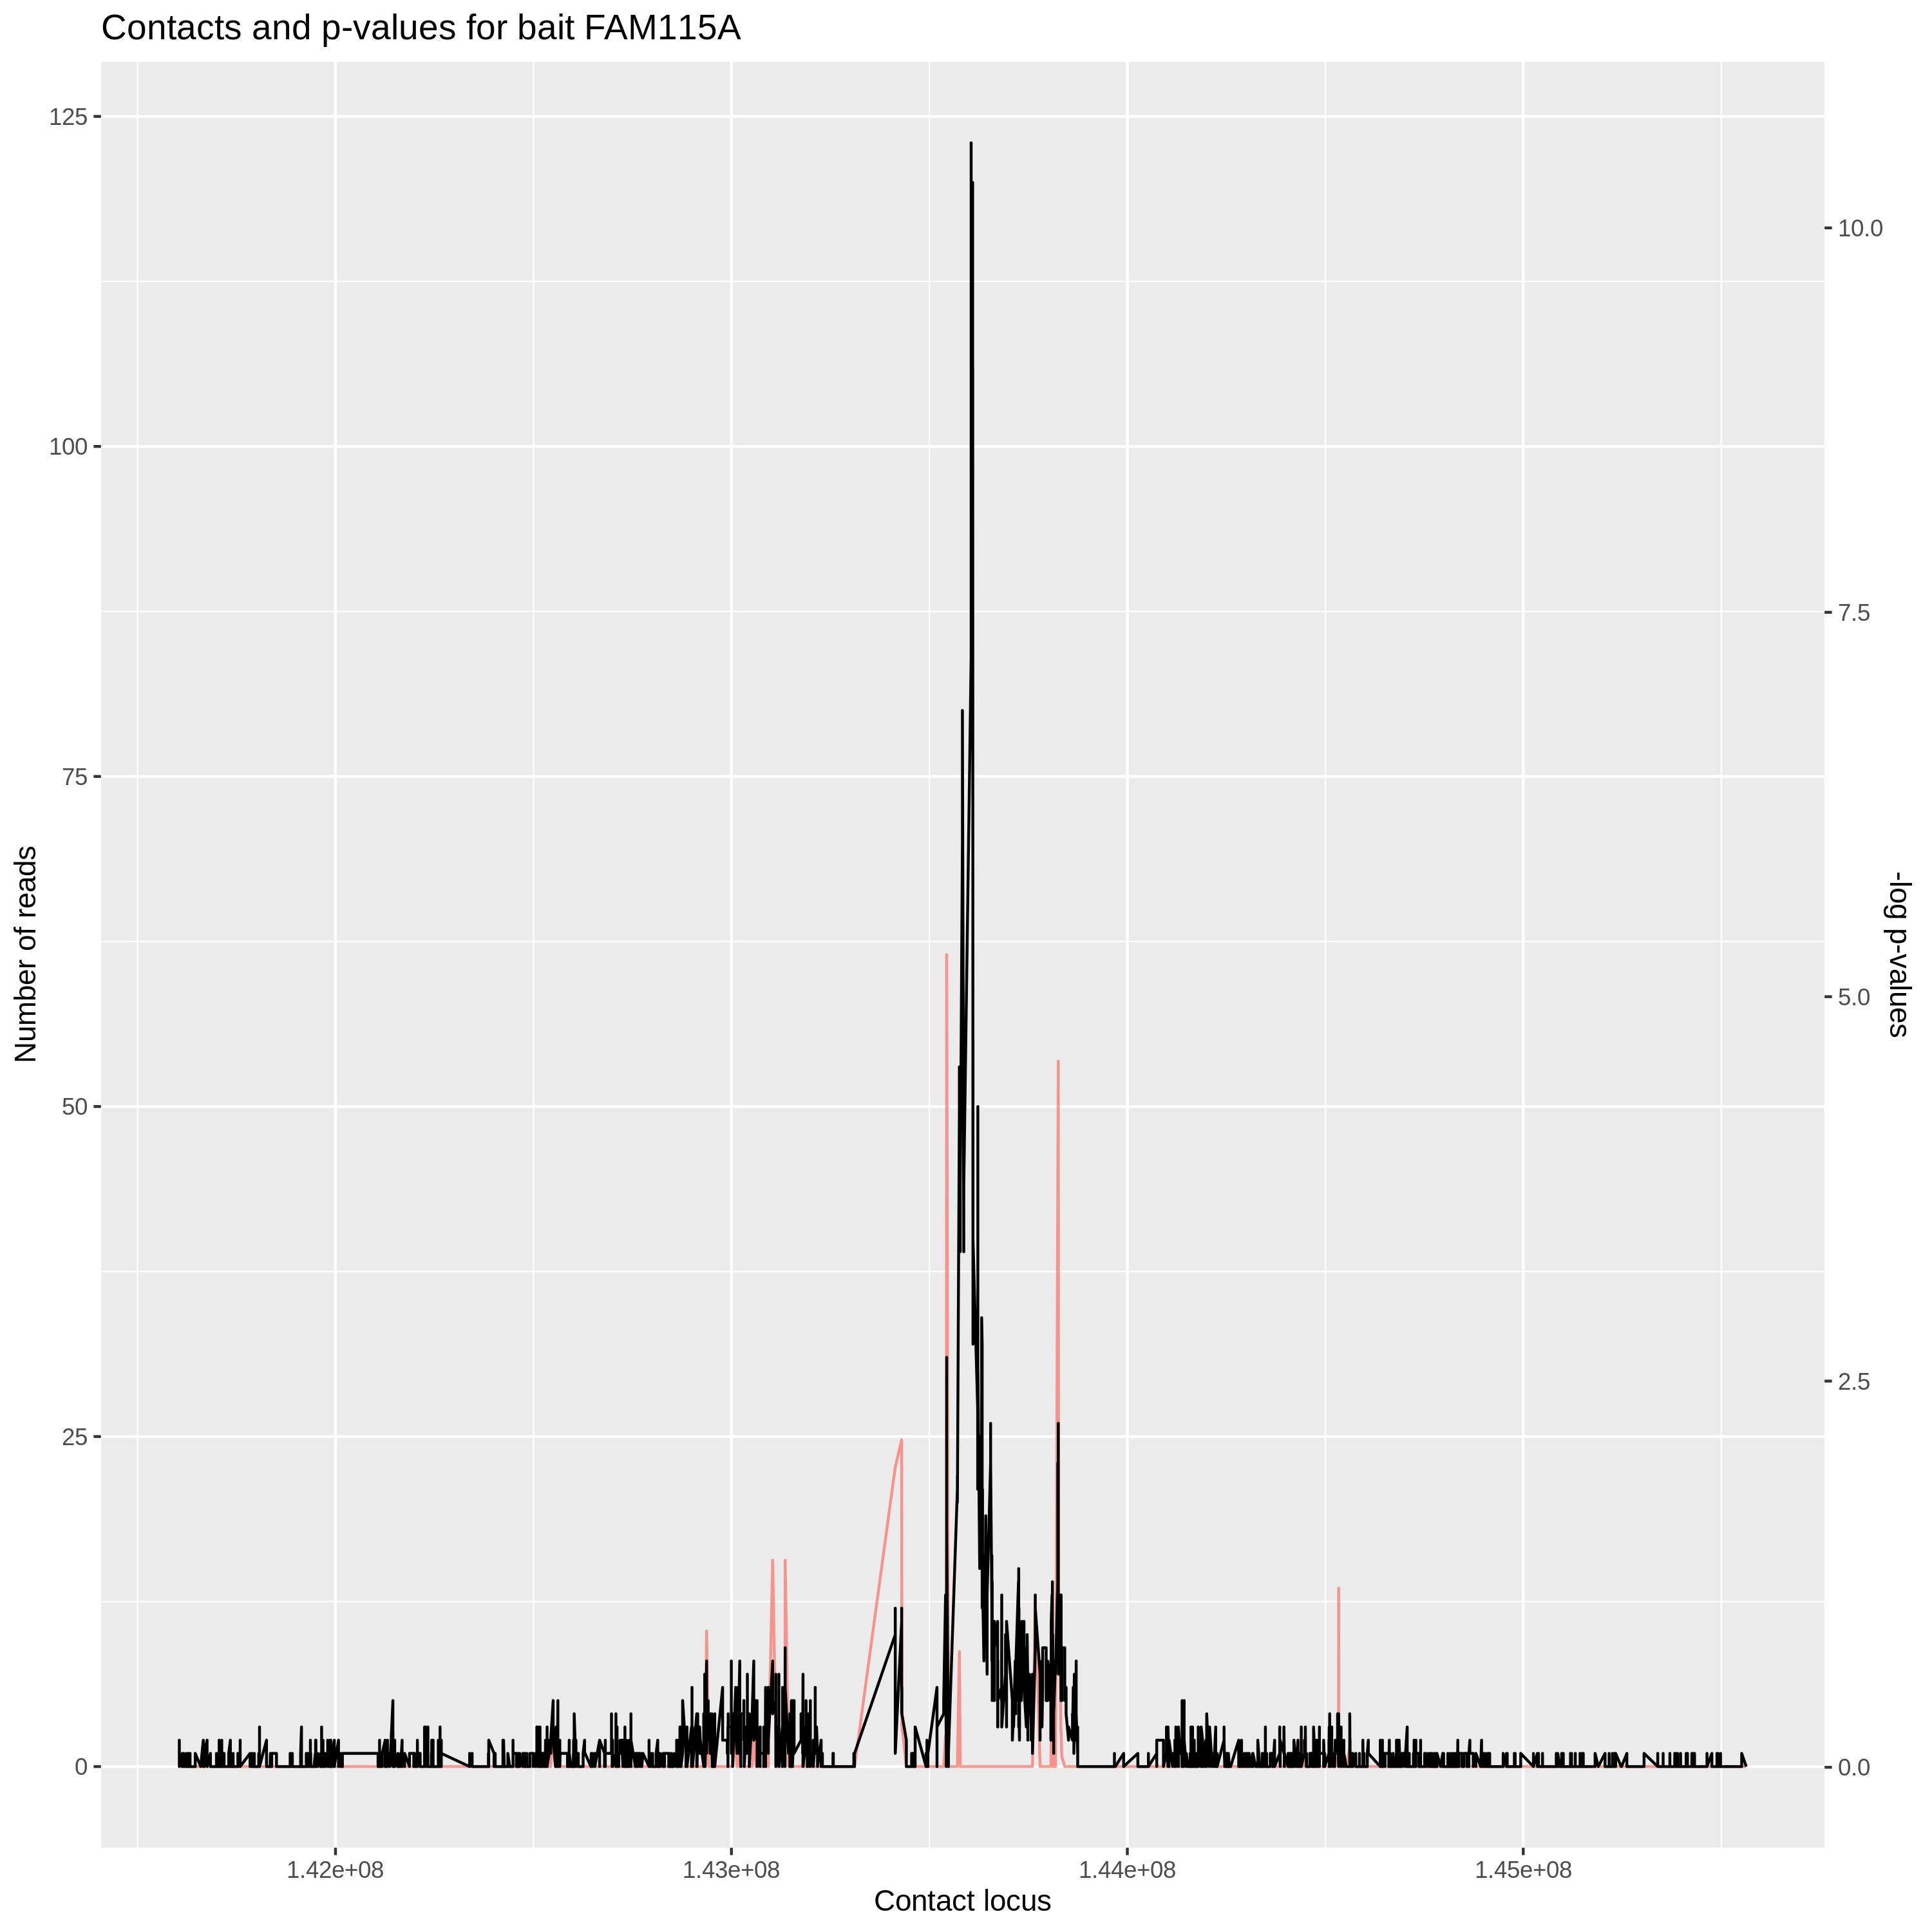 Contacts and p-values for bait FAM115A
125
100
75
50
25
0
Number of reads
10.0
7.5
5.0
2.5
0.0
-log p-values
1.42e+08
1.43e+08
1.44e+08
1.45e+08
Contact locus